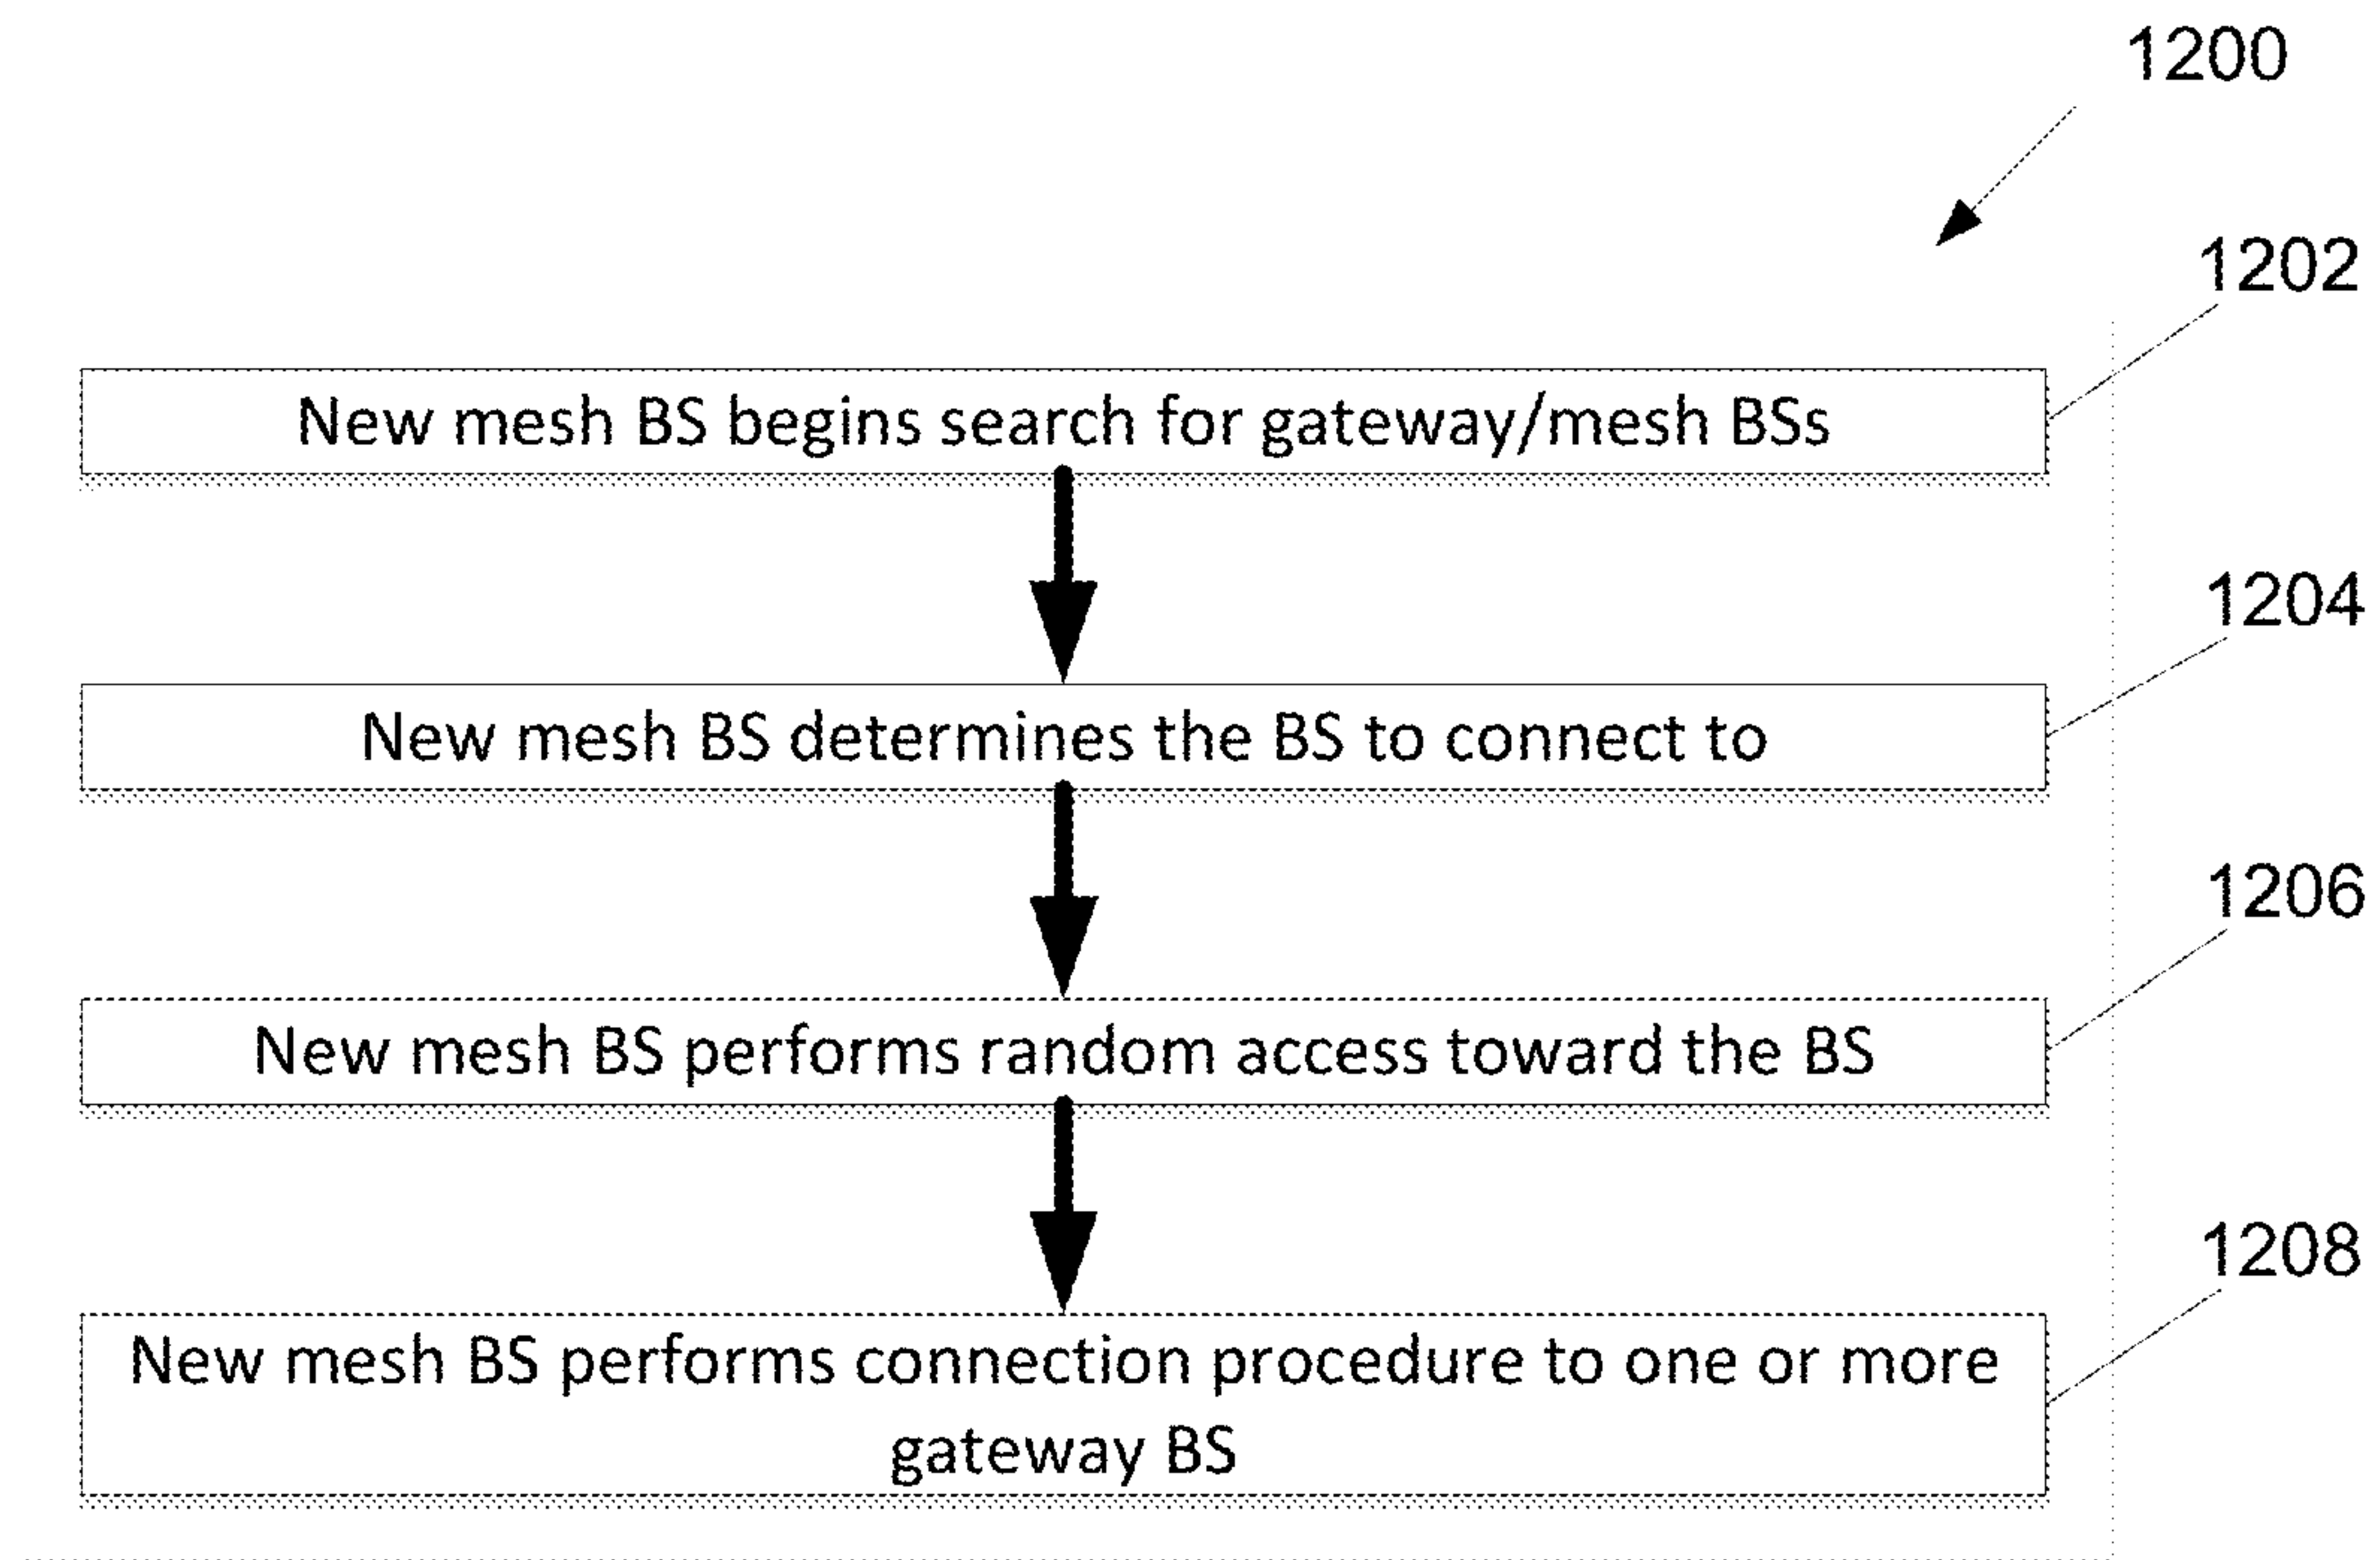 1200
1202
New mesh BS begins search for gateway/mesh BSs
1204
New mesh BS determines the BS to connect to
1206
New mesh BS performs random access toward the BS
1208
New mesh BS performs connection procedure to one or more
gateway BS